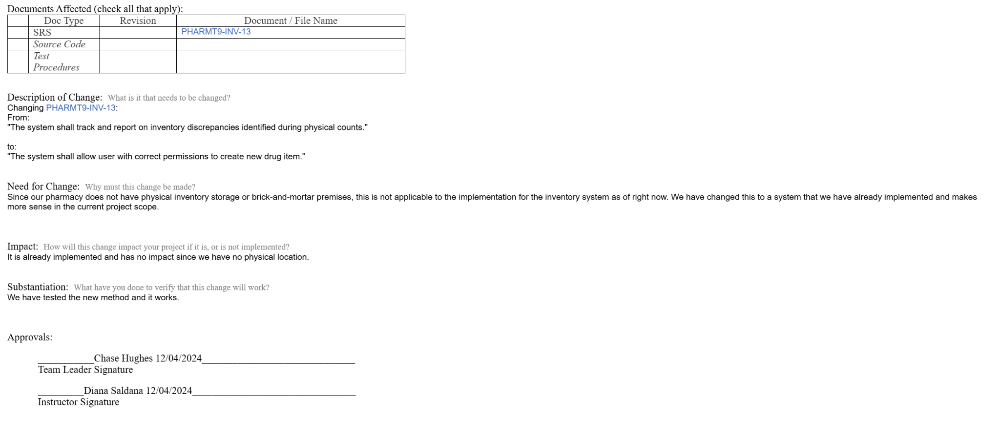 Documents Affected (check all that apply):
Doc Type Revision Document / File Name
SRS PHARMT9-INV-13
Source Code
Test
Procedures
Description of Change: What is it that needs to be changed?
Changing PHARMT9-INV-13:
From:
"The system shall track and report on inventory discrepancies identified during physical counts."
to:
"The system shall allow user with correct permissions to create new drug item."
Need for Change: Why must this change be made?
Since our pharmacy does not have physical inventory storage or brick-and-mortar premises, this is not applicable to the implementation for the inventory system as of right now. We have changed this to a system that we have already implemented and makes
more sense in the current project scope.
Impact: How will this change impact your project if it is, or is not implemented?
It is already implemented and has no impact since we have no physical location.
Substantiation: What have you done to verify that this change will work?
We have tested the new method and it works.
Approvals:
___________Chase Hughes 12/04/2024______________________________
Team Leader Signature
_________Diana Saldana 12/04/2024________________________________
Instructor Signature